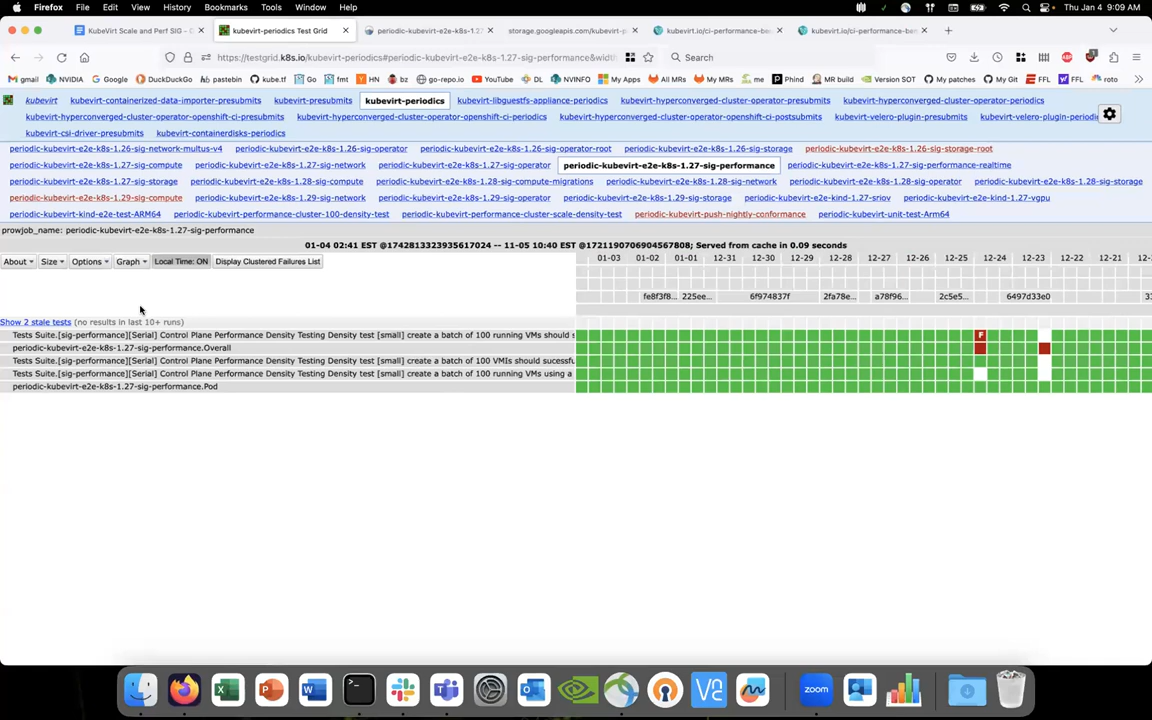 Firefox File Edit View History Bookmarks Tools Window Help Thu Jan 4 9:09 AM
KubeVirt Scale and Perf SIG - kubevirt-periodics Test Grid periodic-kubevirt-e2e-k8s-1.27 storage.googleapis.com/kubevirt-p kubevirt.io/ci-performance-be kubevirt.io/ci-performance-be
https://testgrid.k8s.io/kubevirt-periodics#periodic-kubevirt-e2e-k8s-1.27-sig-performance&width Search
gmail NVIDIA Google DuckDuckGo pastebin kube.tf Go Intel HN bz go-repo.io YouTube DL NVINFO My Apps All MRs My MRs me Phind MR build Version SOT My patches My Git FFL YFFL roto
kubevirt kubevirt-containerized-data-importer-presubmits kubevirt-presubmits kubevirt-periodics kubevirt-libguestfs-appliance-periodics kubevirt-hyperconverged-cluster-operator-presubmits kubevirt-hyperconverged-cluster-operator-periodics
kubevirt-hyperconverged-cluster-operator-openshift-ci-presubmits kubevirt-hyperconverged-cluster-operator-openshift-ci-periodics kubevirt-hyperconverged-cluster-operator-openshift-ci-postsubmits kubevirt-velero-plugin-presubmits kubevirt-velero-plugin-periodic
kubevirt-csi-driver-presubmits kubevirt-containerdisks-periodics
periodic-kubevirt-e2e-k8s-1.26-sig-network-multus-v4 periodic-kubevirt-e2e-k8s-1.26-sig-operator periodic-kubevirt-e2e-k8s-1.26-sig-operator-root periodic-kubevirt-e2e-k8s-1.26-sig-storage periodic-kubevirt-e2e-k8s-1.26-sig-storage-root
periodic-kubevirt-e2e-k8s-1.27-sig-compute periodic-kubevirt-e2e-k8s-1.27-sig-network periodic-kubevirt-e2e-k8s-1.27-sig-operator periodic-kubevirt-e2e-k8s-1.27-sig-performance periodic-kubevirt-e2e-k8s-1.27-sig-performance-realtime
periodic-kubevirt-e2e-k8s-1.27-sig-storage periodic-kubevirt-e2e-k8s-1.28-sig-compute periodic-kubevirt-e2e-k8s-1.28-sig-compute-migrations periodic-kubevirt-e2e-k8s-1.28-sig-network periodic-kubevirt-e2e-k8s-1.28-sig-operator periodic-kubevirt-e2e-k8s-1.28-sig-storage
periodic-kubevirt-e2e-k8s-1.29-sig-compute periodic-kubevirt-e2e-k8s-1.29-sig-network periodic-kubevirt-e2e-k8s-1.29-sig-operator periodic-kubevirt-e2e-k8s-1.29-sig-storage periodic-kubevirt-e2e-kind-1.27-sriov periodic-kubevirt-e2e-kind-1.27-vgpu
periodic-kubevirt-kind-e2e-test-ARM64 periodic-kubevirt-performance-cluster-100-density-test periodic-kubevirt-performance-cluster-scale-density-test periodic-kubevirt-push-nightly-conformance periodic-kubevirt-unit-test-Arm64
prowjob_name: periodic-kubevirt-e2e-k8s-1.27-sig-performance
01-04 02:41 EST @1742813323935617024 -- 11-05 10:40 EST @1721190706904567808; Served from cache in 0.09 seconds
About Size Options Graph Local Time: ON Display Clustered Failures List
01-03 01-02 01-01 12-31 12-30 12-29 12-28 12-27 12-26 12-25 12-24 12-23 12-22 12-21
fe8f3f8... 225ee... 6f974837f 2fa78e... a78f96... 2c5e5... 6497d33e0 33
Show 2 stale tests (no results in last 10+ runs)
Tests Suite.[sig-performance][Serial] Control Plane Performance Density Testing Density test [small] create a batch of 100 running VMs should s
F
periodic-kubevirt-e2e-k8s-1.27-sig-performance.Overall
Tests Suite.[sig-performance][Serial] Control Plane Performance Density Testing Density test [small] create a batch of 100 VMIs should sucessfu
Tests Suite.[sig-performance][Serial] Control Plane Performance Density Testing Density test [small] create a batch of 100 running VMs using a
periodic-kubevirt-e2e-k8s-1.27-sig-performance.Pod
zoom